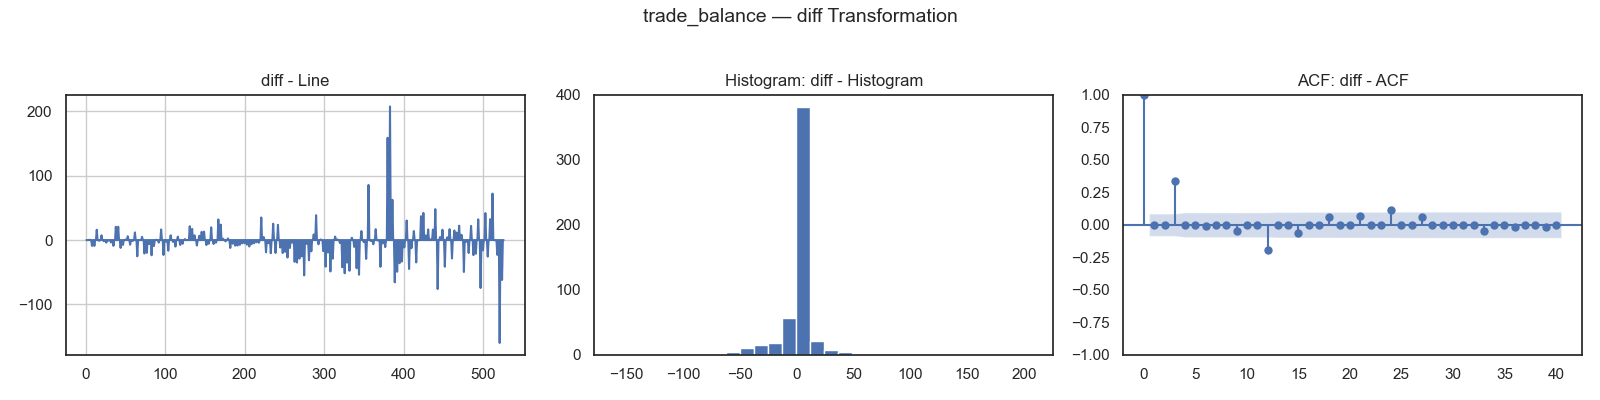 trade_balance — diff Transformation
diff - Line
200
100
0
−100
0 100 200 300 400 500
Histogram: diff - Histogram
400
300
200
100
0
−150 −100 −50 0 50 100 150 200
ACF: diff - ACF
1.00
0.75
0.50
0.25
0.00
−0.25
−0.50
−0.75
−1.00
0 5 10 15 20 25 30 35 40